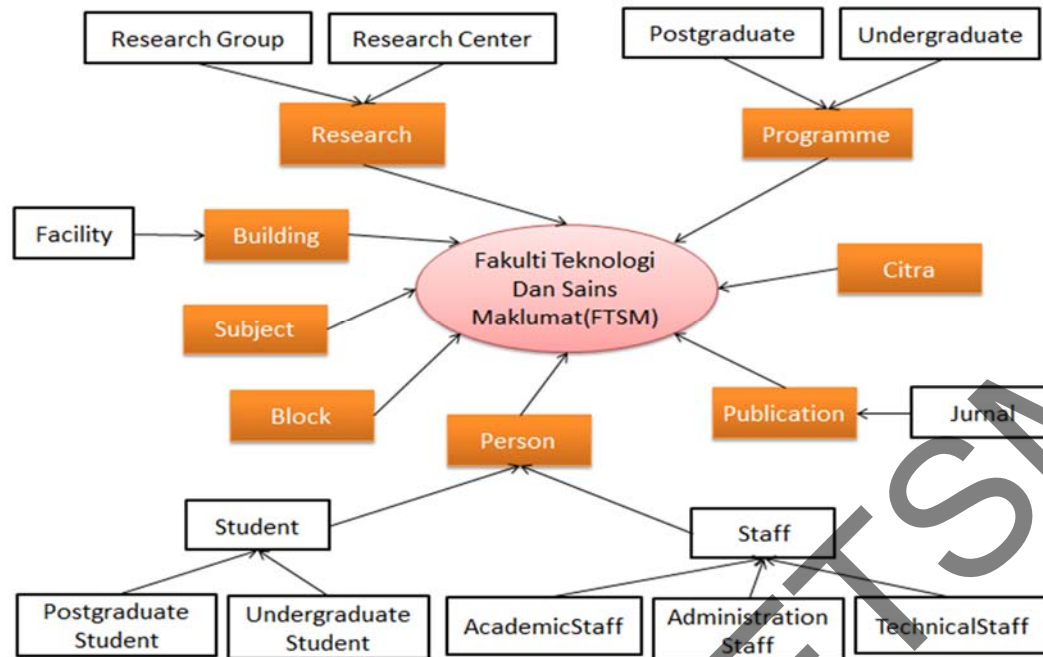 Research Group
Research Center
Postgraduate
Undergraduate
Research
Programme
Facility
Building
Fakulti Teknologi
Dan Sains
Maklumat(FTSM)
Citra
Subject
Block
Person
Publication
Jurnal
Student
Staff
Postgraduate
Student
Undergraduate
Student
AcademicStaff
Administration
Staff
TechnicalStaff
FTSM